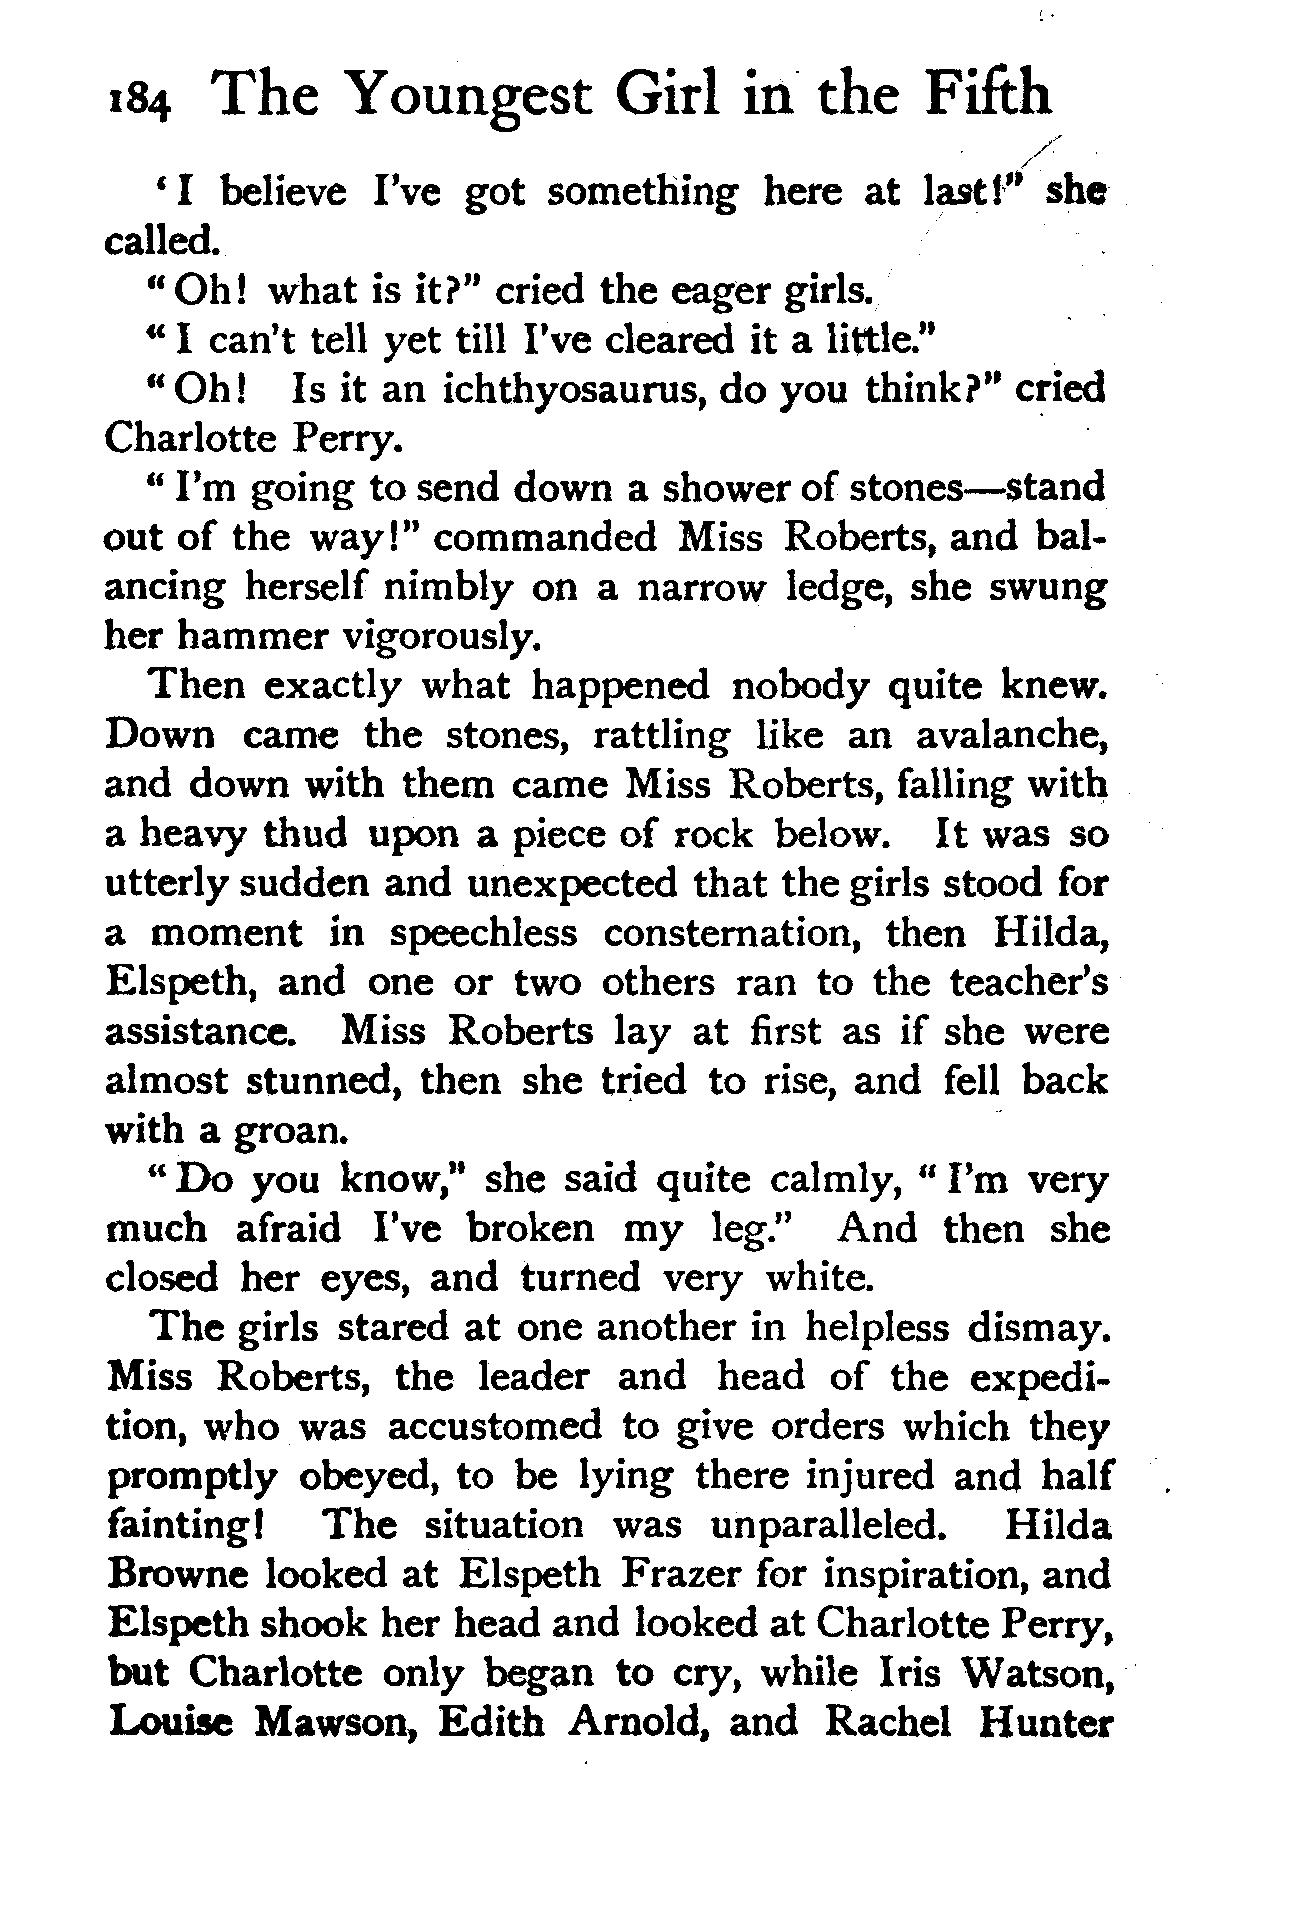 184 The Youngest Girl in the Fifth
‘I believe I’ve got something here at last!” she
called.
“Oh! what is it?” cried the eager girls.
“I can’t tell yet till I’ve cleared it a little.”
“Oh! Is it an ichthyosaurus, do you think?” cried
Charlotte Perry.
“I’m going to send down a shower of stones—stand
out of the way!” commanded Miss Roberts, and bal-
ancing herself nimbly on a narrow ledge, she swung
her hammer vigorously.
Then exactly what happened nobody quite knew.
Down came the stones, rattling like an avalanche,
and down with them came Miss Roberts, falling with
a heavy thud upon a piece of rock below. It was so
utterly sudden and unexpected that the girls stood for
a moment in speechless consternation, then Hilda,
Elspeth, and one or two others ran to the teacher’s
assistance. Miss Roberts lay at first as if she were
almost stunned, then she tried to rise, and fell back
with a groan.
“Do you know,” she said quite calmly, “I’m very
much afraid I’ve broken my leg.” And then she
closed her eyes, and turned very white.
The girls stared at one another in helpless dismay.
Miss Roberts, the leader and head of the expedi-
tion, who was accustomed to give orders which they
promptly obeyed, to be lying there injured and half
fainting! The situation was unparalleled. Hilda
Browne looked at Elspeth Frazer for inspiration, and
Elspeth shook her head and looked at Charlotte Perry,
but Charlotte only began to cry, while Iris Watson,
Louise Mawson, Edith Arnold, and Rachel Hunter